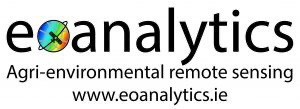 eoanalytics
Agri-environmental remote sensing
www.eoanalytics.ie